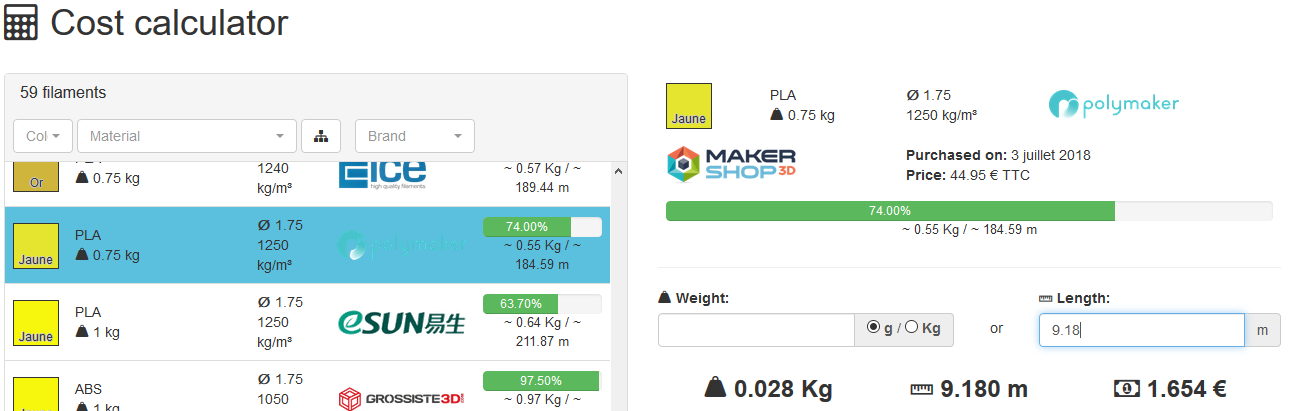 Cost calculator
59 filaments
Col
Material
Brand
Or
0.75 kg
1240
kg/m³
EICE
high quality filaments
~ 0.57 Kg / ~
189.44 m
Jaune
PLA
0.75 kg
Ø 1.75
1250
kg/m³
polymaker
74.00%
~ 0.55 Kg / ~
184.59 m
Jaune
PLA
1 kg
Ø 1.75
1250
kg/m³
eSUN易生
63.70%
~ 0.64 Kg / ~
211.87 m
Jaune
ABS
1 kg
Ø 1.75
1050
GROSSISTE3D
97.50%
~ 0.97 Kg / ~
Jaune
PLA
0.75 kg
Ø 1.75
1250 kg/m³
polymaker
MAKER
SHOP3D
Purchased on: 3 juillet 2018
Price: 44.95 € TTC
74.00%
~ 0.55 Kg / ~ 184.59 m
Weight:
g / Kg
or
Length:
9.18
m
0.028 Kg
9.180 m
1.654 €